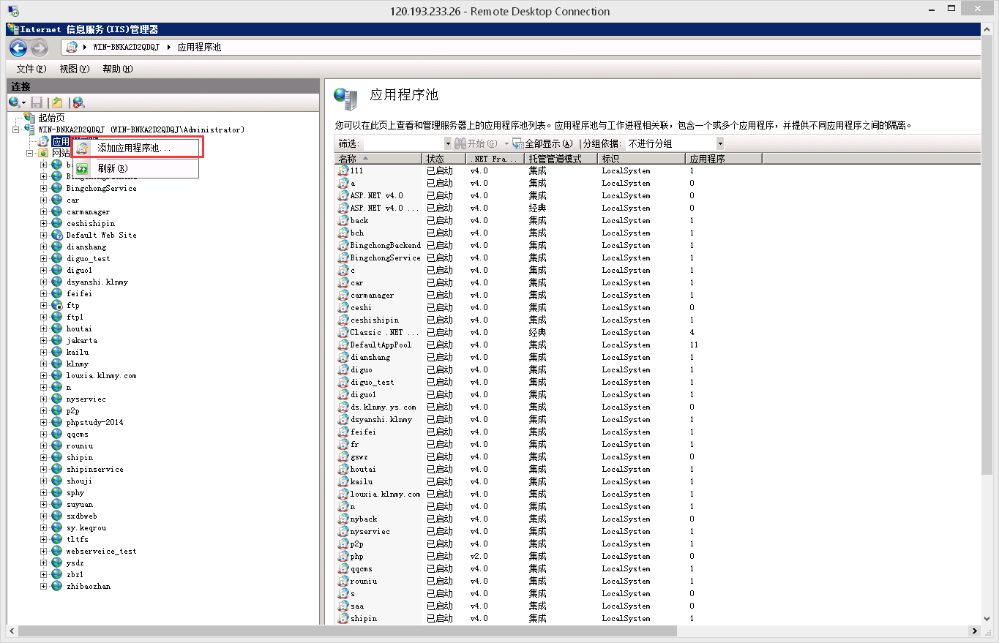 120.193.233.26 - Remote Desktop Connection
Internet 信息服务(IIS)管理器
WIN-BNKA2D2QDQJ 应用程序池
文件(F) 视图(V) 帮助(H)
连接
起始页
WIN-BNKA2D2QDQJ (WIN-BNKA2D2QDQJ\Administrator)
应用
网站
添加应用程序池...
刷新(R)
BingchongService
car
carmanager
ceshishipin
Default Web Site
dianshang
diguo_test
diguo1
dsyanshi.klnmy
feifei
ftp
ftp1
houtai
jakarta
kailu
klnmy
louxia.klnmy.com
n
nyserviec
p2p
phpstudy-2014
qqcms
rouniu
shipin
shipinservice
shouji
sphy
suyuan
sxdbweb
sy.keqrou
tltfs
webserveice_test
ysdz
zbz1
zhibaozhan
应用程序池
您可以在此页上查看和管理服务器上的应用程序池列表。应用程序池与工作进程相关联，包含一个或多个应用程序，并提供不同应用程序之间的隔离。
筛选: 开始(G) 全部显示(A) 分组依据: 不进行分组
名称 状态 .NET Fra... 托管管道模式 标识 应用程序
111 已启动 v4.0 集成 LocalSystem 1
a 已启动 v4.0 集成 LocalSystem 0
ASP.NET v4.0 已启动 v4.0 集成 LocalSystem 0
ASP.NET v4.0 ... 已启动 v4.0 经典 LocalSystem 0
back 已启动 v4.0 集成 LocalSystem 1
bch 已启动 v4.0 集成 LocalSystem 1
BingchongBackend 已启动 v4.0 集成 LocalSystem 1
BingchongService 已启动 v4.0 集成 LocalSystem 1
c 已启动 v4.0 集成 LocalSystem 1
car 已启动 v4.0 集成 LocalSystem 1
carmanager 已启动 v4.0 集成 LocalSystem 1
ceshi 已启动 v4.0 集成 LocalSystem 0
ceshishipin 已启动 v4.0 集成 LocalSystem 1
Classic .NET ... 已启动 v4.0 经典 LocalSystem 4
DefaultAppPool 已启动 v4.0 集成 LocalSystem 11
dianshang 已启动 v4.0 集成 LocalSystem 1
diguo 已启动 v4.0 集成 LocalSystem 1
diguo_test 已启动 v4.0 集成 LocalSystem 1
diguo1 已启动 v4.0 集成 LocalSystem 1
ds.klnmy.ys.com 已启动 v4.0 集成 LocalSystem 0
dsyanshi.klnmy 已启动 v4.0 集成 LocalSystem 1
feifei 已启动 v4.0 集成 LocalSystem 1
fr 已启动 v4.0 集成 LocalSystem 1
gswz 已启动 v4.0 集成 LocalSystem 0
houtai 已启动 v4.0 集成 LocalSystem 1
kailu 已启动 v4.0 集成 LocalSystem 1
louxia.klnmy.com 已启动 v4.0 集成 LocalSystem 1
n 已启动 v4.0 集成 LocalSystem 1
nyback 已启动 v4.0 集成 LocalSystem 0
nyserviec 已启动 v4.0 集成 LocalSystem 1
p2p 已启动 v4.0 集成 LocalSystem 1
php 已启动 v2.0 集成 LocalSystem 0
qqcms 已启动 v4.0 集成 LocalSystem 1
rouniu 已启动 v4.0 集成 LocalSystem 1
s 已启动 v4.0 集成 LocalSystem 0
saa 已启动 v4.0 集成 LocalSystem 0
shipin 已启动 v4.0 集成 LocalSystem 1